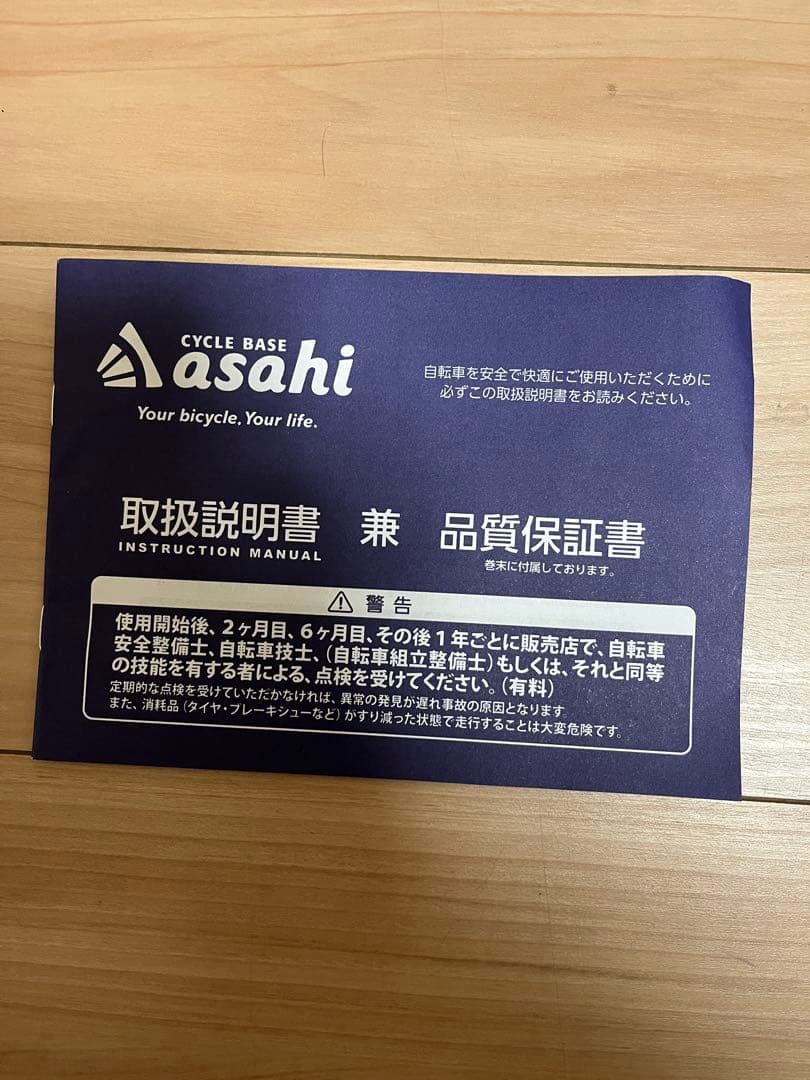 CYCLE BASE
asahi
Your bicycle, Your life.
自転車を安全で快適にご使用いただくために
必ずこの取扱説明書をお読みください。
取扱説明書 兼 品質保証書
INSTRUCTION MANUAL
巻末に付属しております。
警告
使用開始後、2ヶ月目、6ヶ月目、その後1年ごとに販売店で、自転車
安全整備士、自転車技士、(自転車組立整備士)もしくは、それと同等
の技能を有する者による、点検を受けてください。(有料)
定期的な点検を受けていただかなければ、異常の発見が遅れ事故の原因となります
また、消耗品(タイヤ・ブレーキシューなど)がすり減った状態で走行することは大変危険です。